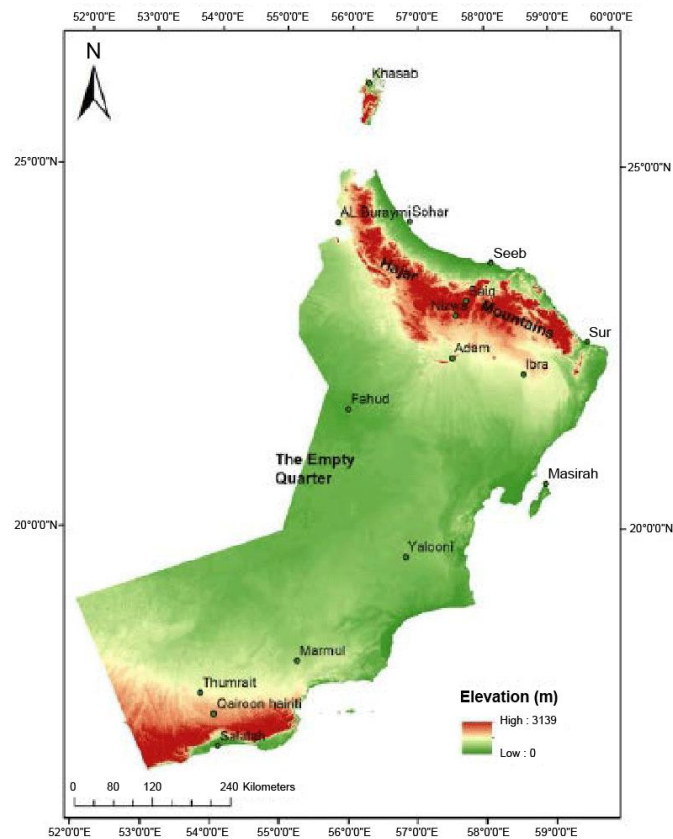 52°0'0"E 53°0'0"E 54°0'0"E 55°0'0"E 56°0'0"E 57°0'0"E 58°0'0"E 59°0'0"E 60°0'0"E
N
Khasab
25°0'0"N 25°0'0"N
AL Buraymi Sohar
Seeb
Hajar
Saiq
Nizwa Mountains
Sur
Adam
Ibra
Fahud
The Empty
Quarter
Masirah
20°0'0"N 20°0'0"N
Yalooni
Marmul
Thumrait
Qairoon hairiti
Salalah
Elevation (m)
High : 3139
Low : 0
0 80 120 240 Kilometers
52°0'0"E 53°0'0"E 54°0'0"E 55°0'0"E 56°0'0"E 57°0'0"E 58°0'0"E 59°0'0"E